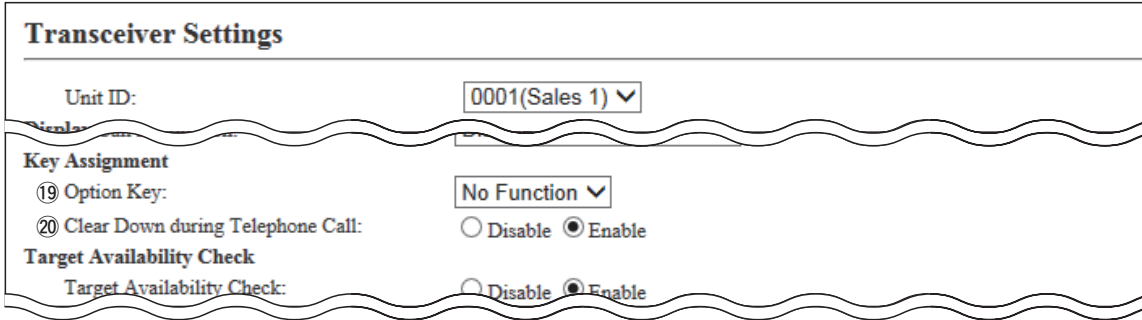 Transceiver Settings
Unit ID: 0001(Sales 1)
Key Assignment
⑲ Option Key: No Function
⑳ Clear Down during Telephone Call: Disable Enable
Target Availability Check
Target Availability Check: Disable Enable